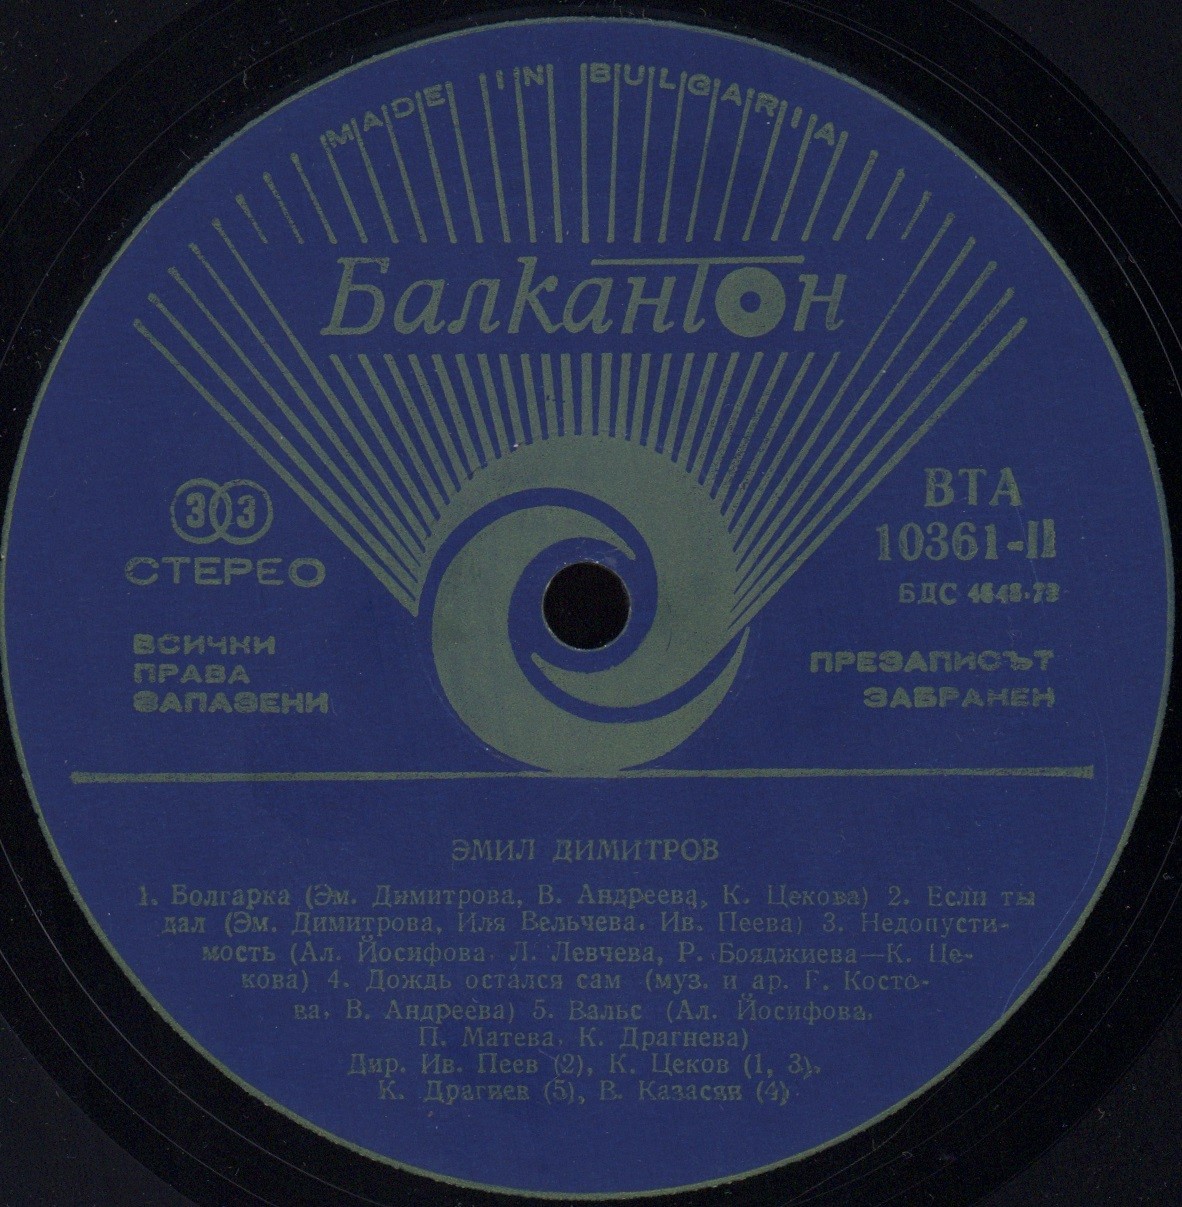 MADE IN BULGARIA
Балкантон
33
СТЕРЕО
ВСИЧКИ
ПРАВА
ЗАПАЗЕНИ
ВТА
10361-II
БДС 4648-73
ПРЕЗАПИСЪТ
ЗАБРАНЕН
ЭМИЛ ДИМИТРОВ
1. Болгарка (Эм. Димитрова, В. Андреева, К. Цекова) 2. Если ты
дал (Эм. Димитрова, Иля Вельчева. Ив. Пеева) 3. Недопусти-
мость (Ал. Йосифова. Л. Левчева, Р. Бояджиева—К. Це-
кова) 4. Дождь остался сам (муз. и ар. Г. Косто-
ва, В. Андреева) 5. Вальс (Ал. Йосифова,
П. Матева, К. Драгнева)
Дир. Ив. Пеев (2), К. Цеков (1, 3),
К. Драгиев (5), В. Казасян (4)